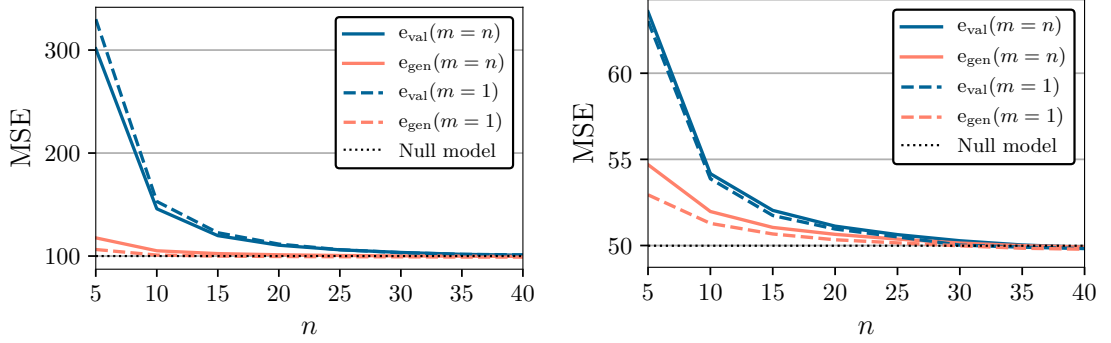 MSE
300
200
100
5 10 15 20 25 30 35 40
n
e_val(m = n)
e_gen(m = n)
e_val(m = 1)
e_gen(m = 1)
Null model
MSE
60
55
50
5 10 15 20 25 30 35 40
n
e_val(m = n)
e_gen(m = n)
e_val(m = 1)
e_gen(m = 1)
Null model